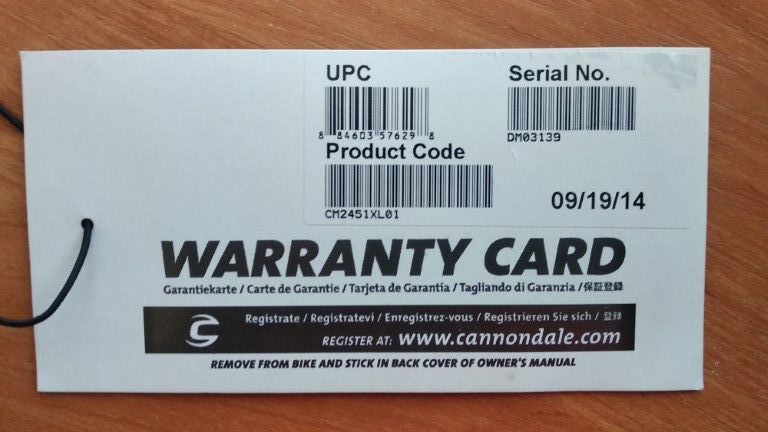 UPC
8 84603 57629 8
Serial No.
DM03139
Product Code
CM2451XL01
09/19/14
WARRANTY CARD
Garantiekarte / Carte de Garantie / Tarjeta de Garantia / Tagliando di Garanzia /保証登録
Registrate / Registratevi / Enregistrez-vous / Registrieren Sie sich / 登録
REGISTER AT: www.cannondale.com
REMOVE FROM BIKE AND STICK IN BACK COVER OF OWNER'S MANUAL